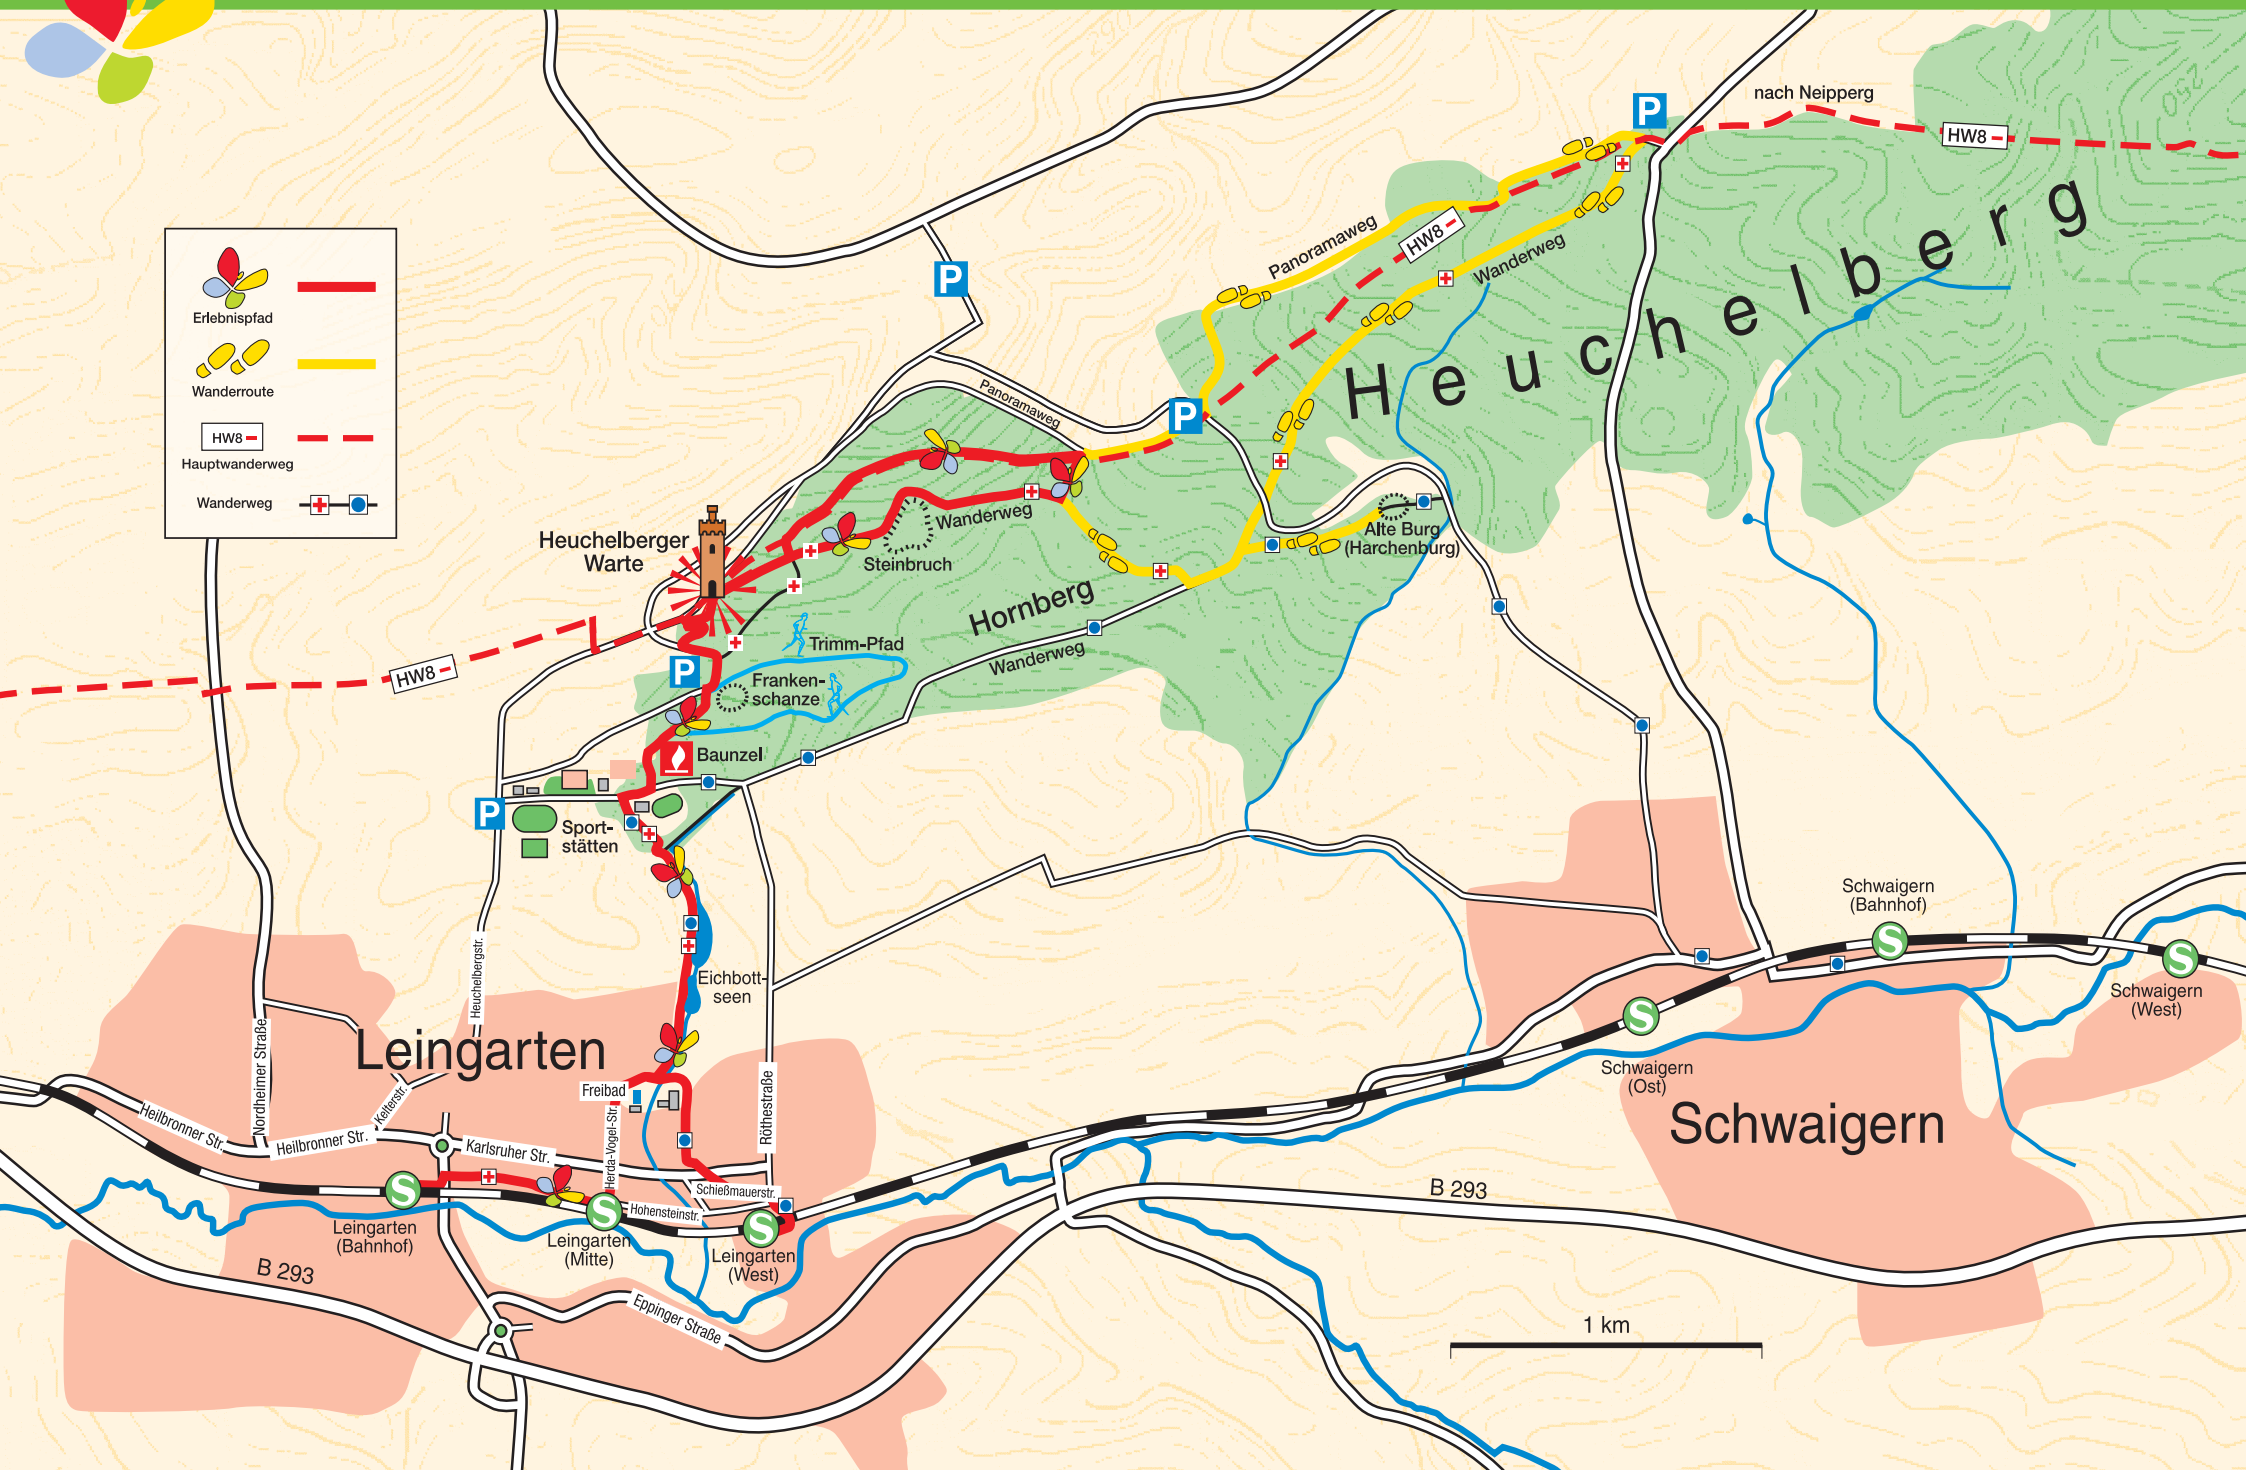 nach Neipperg
P
HW8
Panoramaweg
HW8
Wanderweg
Heuchelberg
P
Erlebnispfad
Wanderroute
HW8
Hauptwanderweg
Wanderweg
Panoramaweg
P
Heuchelberger
Warte
Wanderweg
Steinbruch
Alte Burg
(Harchenburg)
Hornberg
Wanderweg
HW8
P
Trimm-Pfad
Franken-
schanze
Baunzel
P
Sport-
stätten
Eichbott-
seen
Heuchelbergstr.
Leingarten
Nordheimer Straße
Kelterstr.
Freibad
Herda-Vogel-Str.
Röthestraße
Heilbronner Str.
Heilbronner Str.
Karlsruher Str.
Schießmauerstr.
Hohensteinstr.
S
Leingarten
(Bahnhof)
S
Leingarten
(Mitte)
S
Leingarten
(West)
B 293
Eppinger Straße
Schwaigern
(Bahnhof)
S
S
Schwaigern
(West)
S
Schwaigern
(Ost)
Schwaigern
B 293
1 km